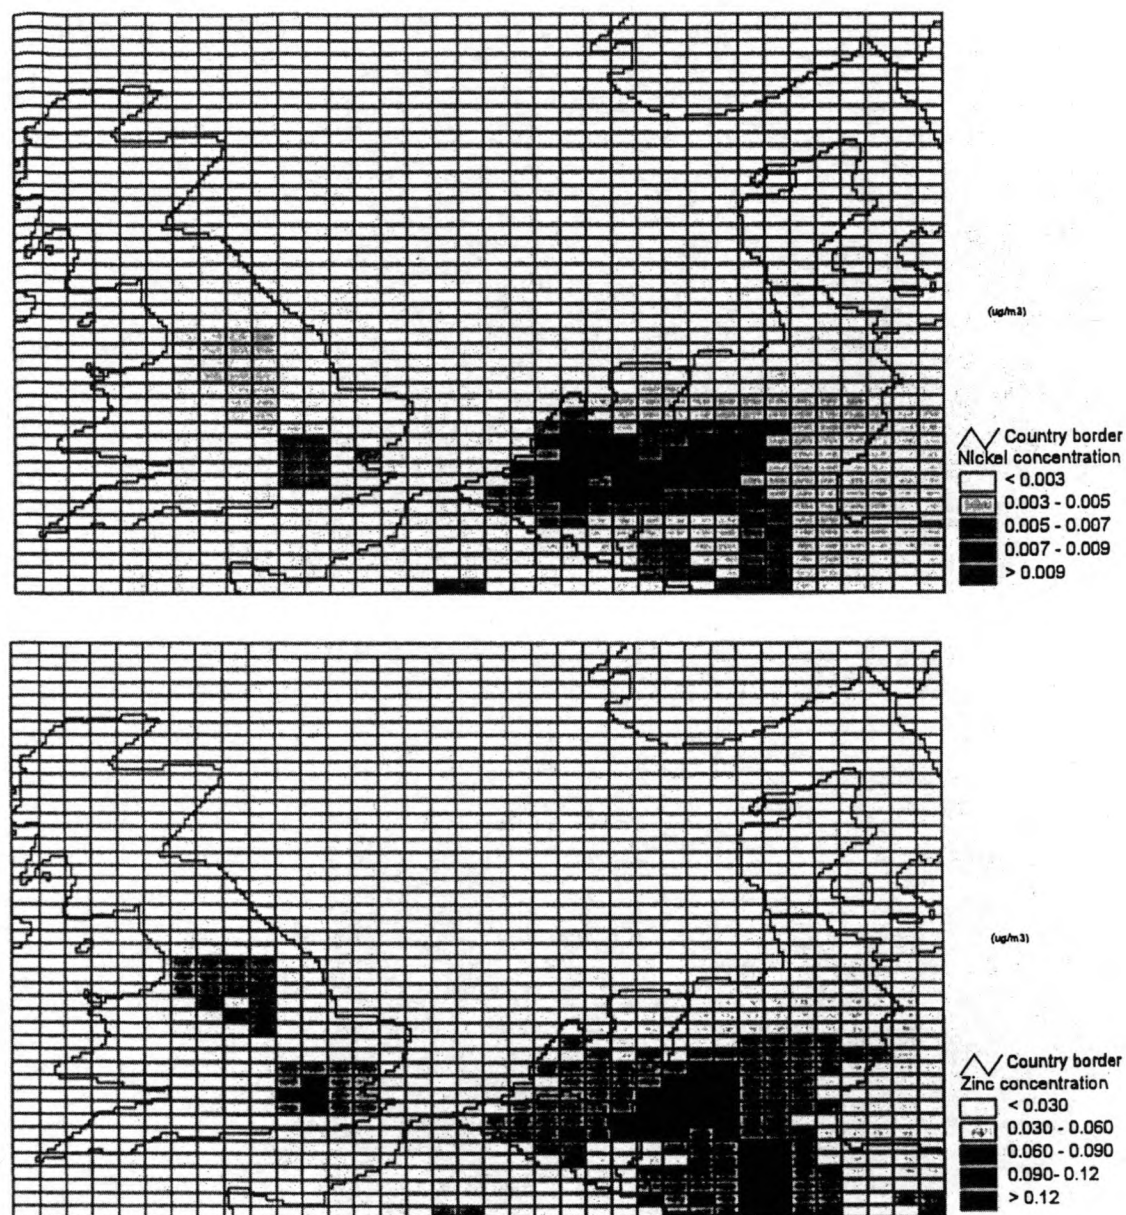 (ug/m3)
Country border
Nickel concentration
< 0.003
0.003 - 0.005
0.005 - 0.007
0.007 - 0.009
> 0.009
(ug/m3)
Country border
Zinc concentration
< 0.030
0.030 - 0.060
0.060 - 0.090
0.090- 0.12
> 0.12